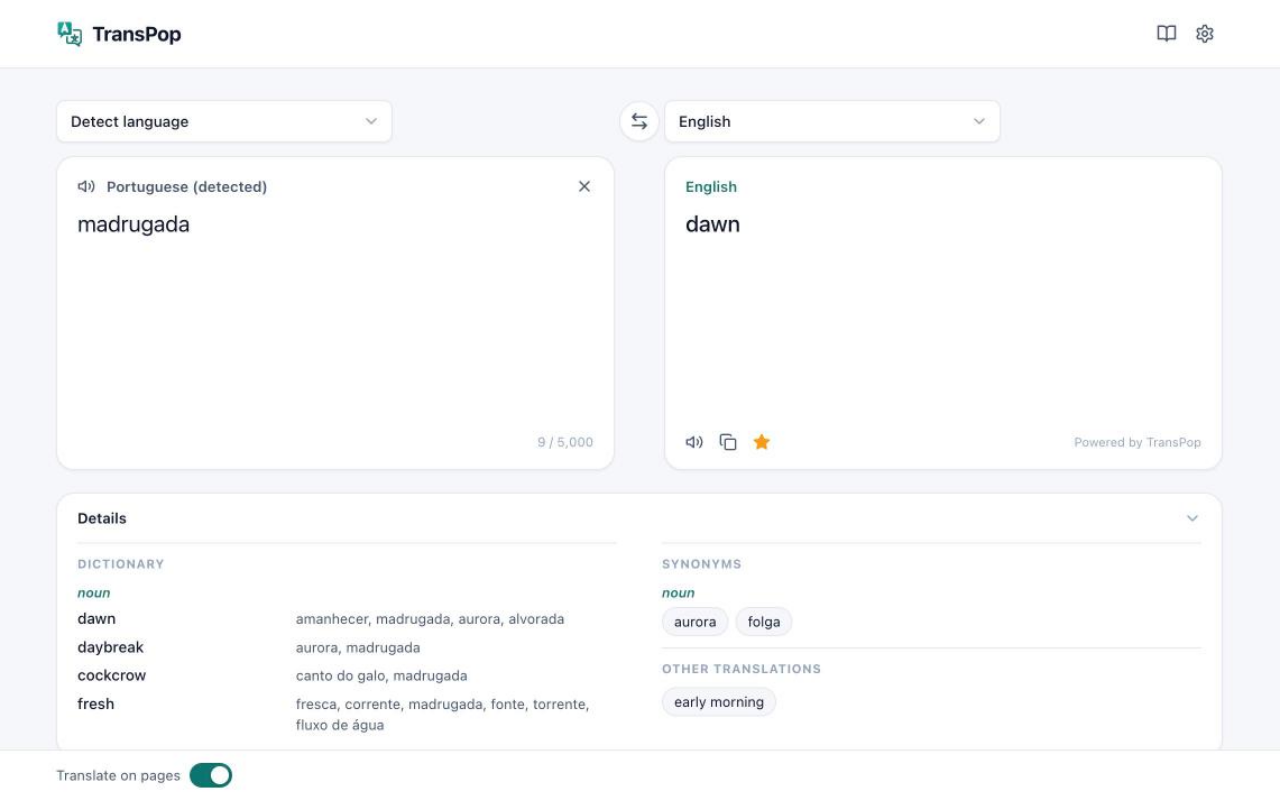 TransPop
Detect language
English
Portuguese (detected)
madrugada
9 / 5,000
English
dawn
Powered by TransPop
Details
DICTIONARY
noun
dawn amanhecer, madrugada, aurora, alvorada
daybreak aurora, madrugada
cockcrow canto do galo, madrugada
fresh fresca, corrente, madrugada, fonte, torrente,
fluxo de água
SYNONYMS
noun
aurora folga
OTHER TRANSLATIONS
early morning
Translate on pages